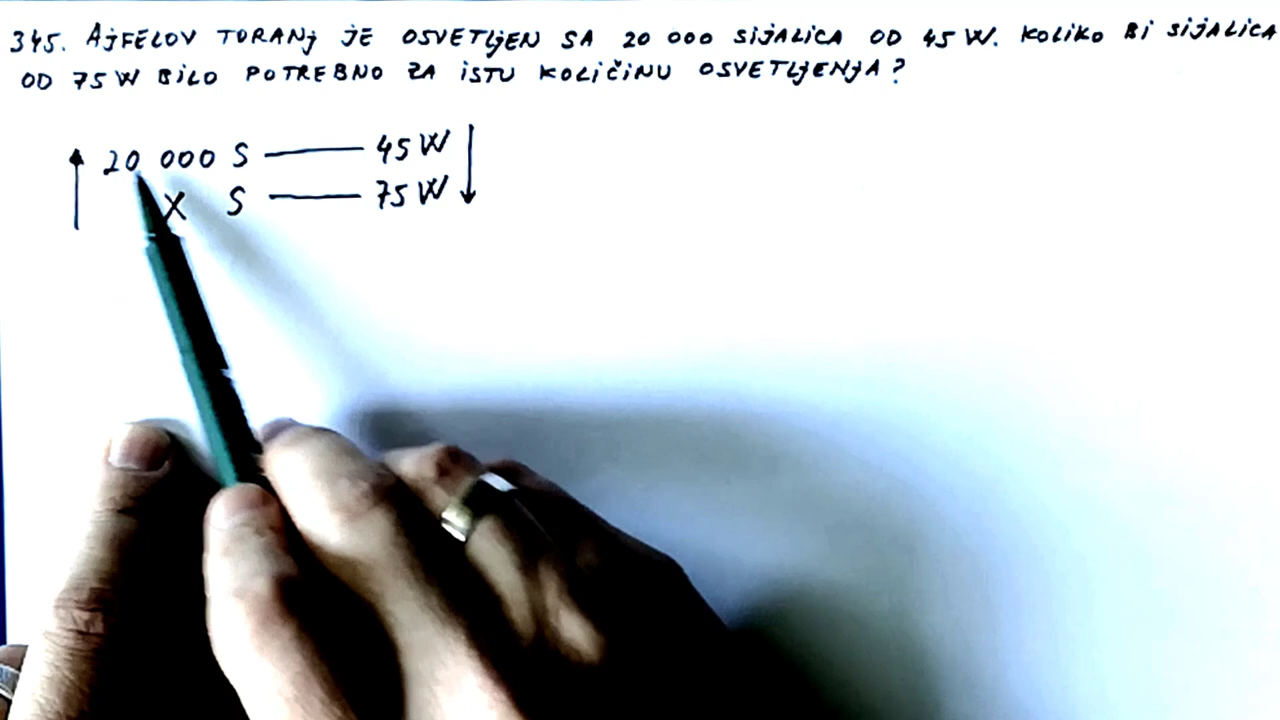 345. AJFELOV TORANJ JE OSVETLJEN SA 20 000 SIJALICA OD 45 W. KOLIKO BI SIJALICA
OD 75 W BILO POTREBNO ZA ISTU KOLIČINU OSVETLJENJA?
20 000 S — 45 W
X S — 75 W